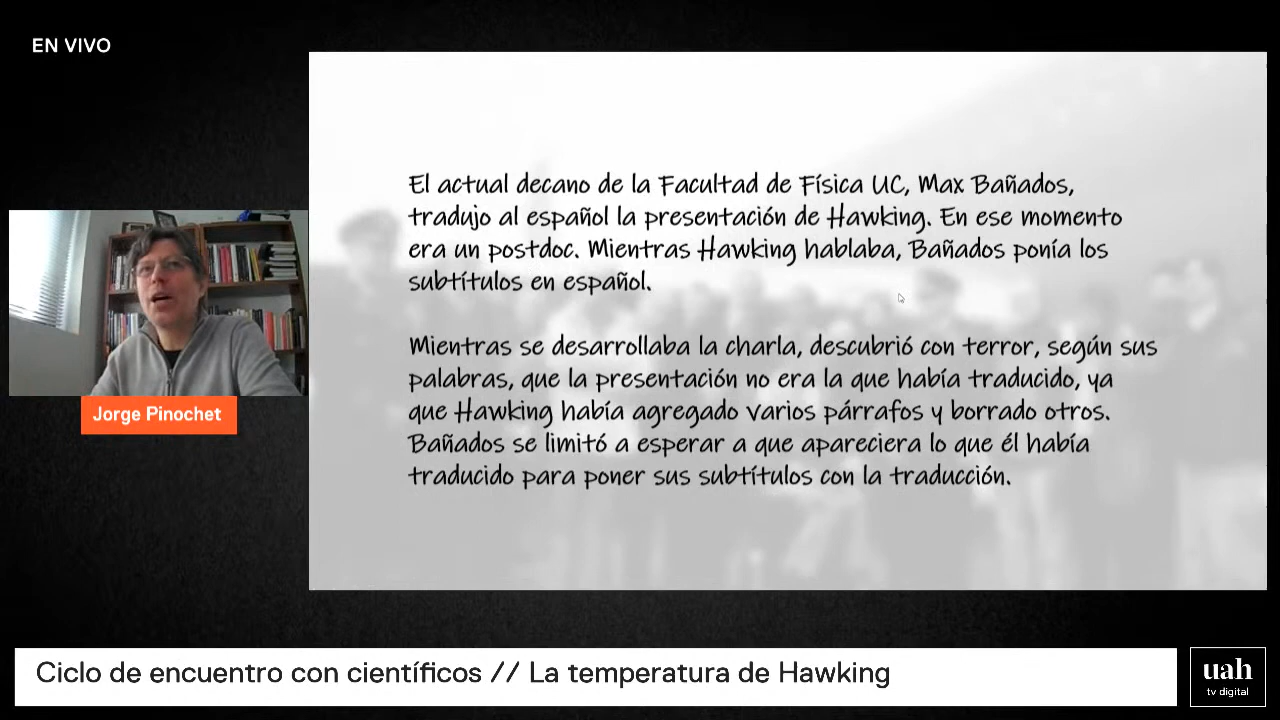 EN VIVO
El actual decano de la Facultad de Física UC, Max Bañados,
tradujo al español la presentación de Hawking. En ese momento
era un postdoc. Mientras Hawking hablaba, Bañados ponía los
subtítulos en español.
Mientras se desarrollaba la charla, descubrió con terror, según sus
palabras, que la presentación no era la que había traducido, ya
que Hawking había agregado varios párrafos y borrado otros.
Bañados se limitó a esperar a que apareciera lo que él había
traducido para poner sus subtítulos con la traducción.
Jorge Pinochet
Ciclo de encuentro con científicos // La temperatura de Hawking
uah
tv digital